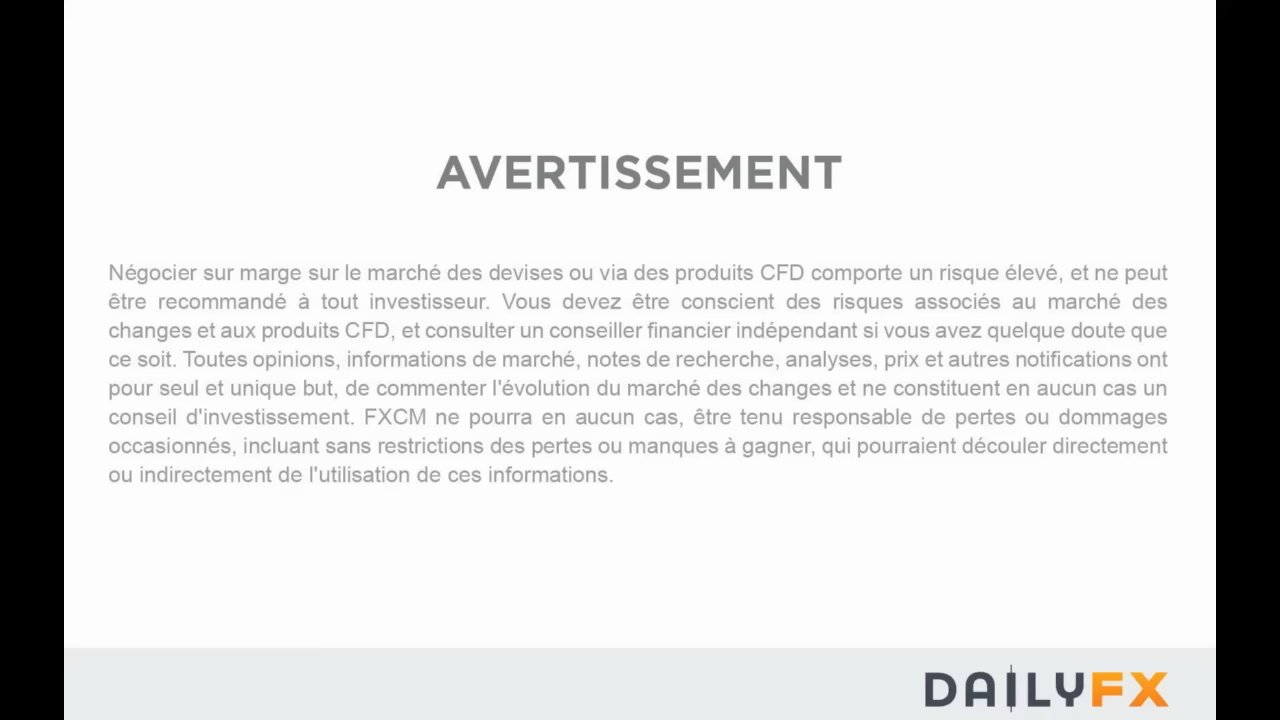 AVERTISSEMENT
Négocier sur marge sur le marché des devises ou via des produits CFD comporte un risque élevé, et ne peut
être recommandé à tout investisseur. Vous devez être conscient des risques associés au marché des
changes et aux produits CFD, et consulter un conseiller financier indépendant si vous avez quelque doute que
ce soit. Toutes opinions, informations de marché, notes de recherche, analyses, prix et autres notifications ont
pour seul et unique but, de commenter l'évolution du marché des changes et ne constituent en aucun cas un
conseil d'investissement. FXCM ne pourra en aucun cas, être tenu responsable de pertes ou dommages
occasionnés, incluant sans restrictions des pertes ou manques à gagner, qui pourraient découler directement
ou indirectement de l'utilisation de ces informations.
DAILYFX